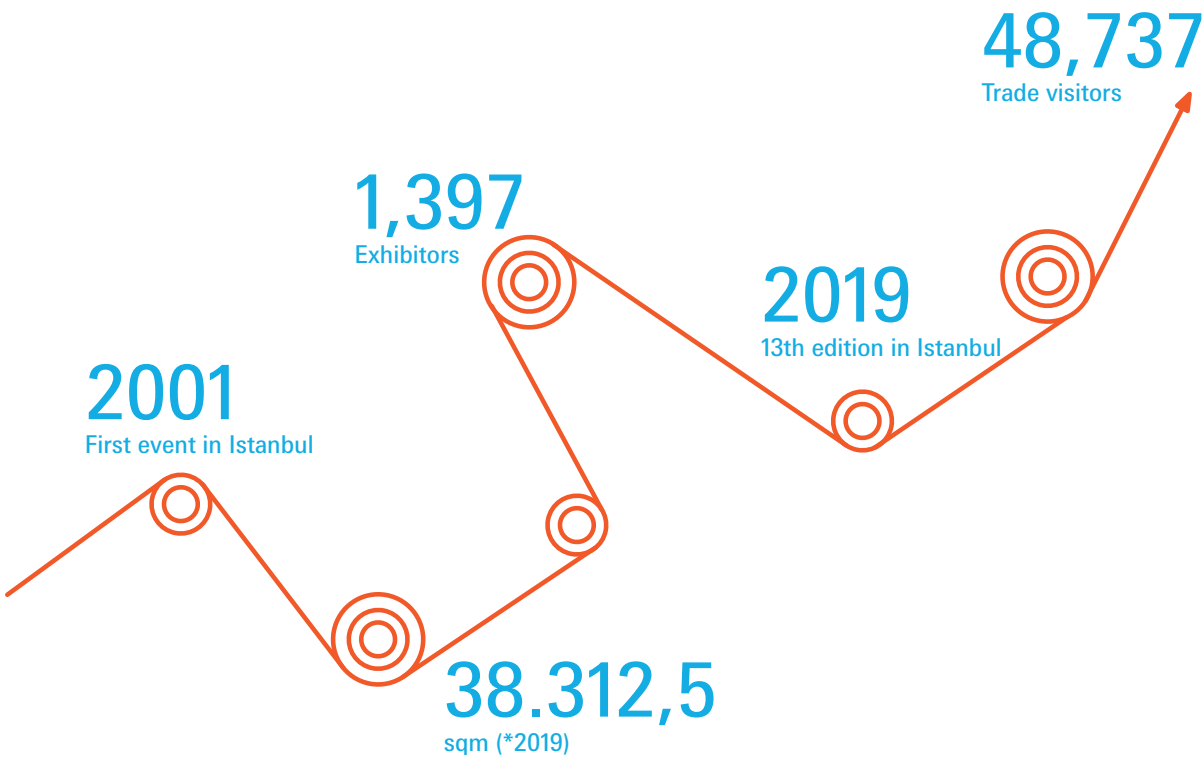 48,737
Trade visitors
1,397
Exhibitors
2019
13th edition in Istanbul
2001
First event in Istanbul
38.312,5
sqm (*2019)